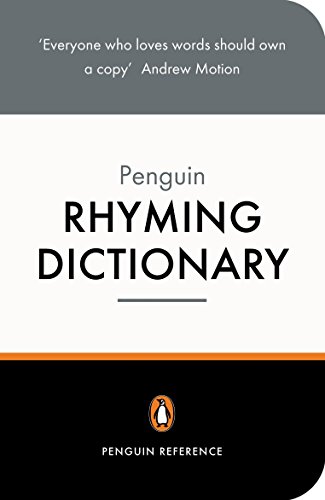 ‘Everyone who loves words should own
a copy’ Andrew Motion
Penguin
RHYMING
DICTIONARY
PENGUIN REFERENCE